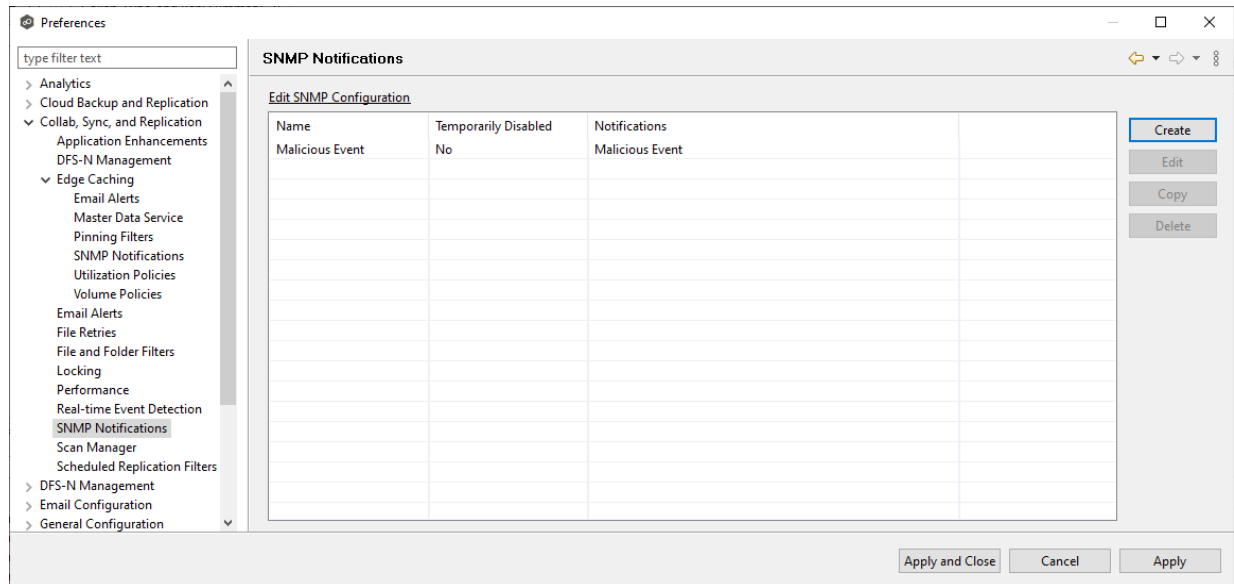 Preferences
type filter text
SNMP Notifications
Analytics
Cloud Backup and Replication
Collab, Sync, and Replication
Application Enhancements
DFS-N Management
Edge Caching
Email Alerts
Master Data Service
Pinning Filters
SNMP Notifications
Utilization Policies
Volume Policies
Email Alerts
File Retries
File and Folder Filters
Locking
Performance
Real-time Event Detection
SNMP Notifications
Scan Manager
Scheduled Replication Filters
DFS-N Management
Email Configuration
General Configuration
Edit SNMP Configuration
Name Temporarily Disabled Notifications
Malicious Event No Malicious Event
Create
Edit
Copy
Delete
Apply and Close Cancel Apply